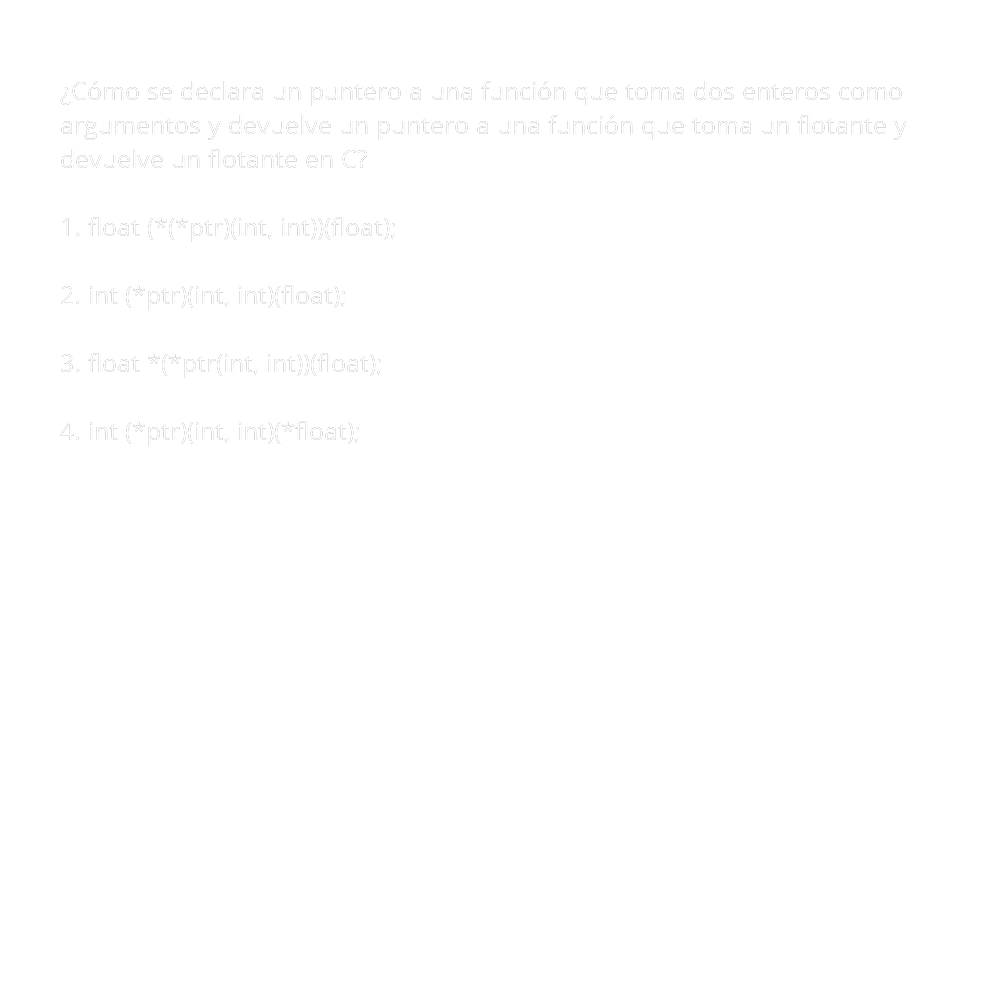 ¿Cómo se declara un puntero a una función que toma dos enteros como
argumentos y devuelve un puntero a una función que toma un flotante y
devuelve un flotante en C?
1. float (*(*ptr)(int, int))(float);
2. int (*ptr)(int, int)(float);
3. float *(*ptr(int, int))(float);
4. int (*ptr)(int, int)(*float);